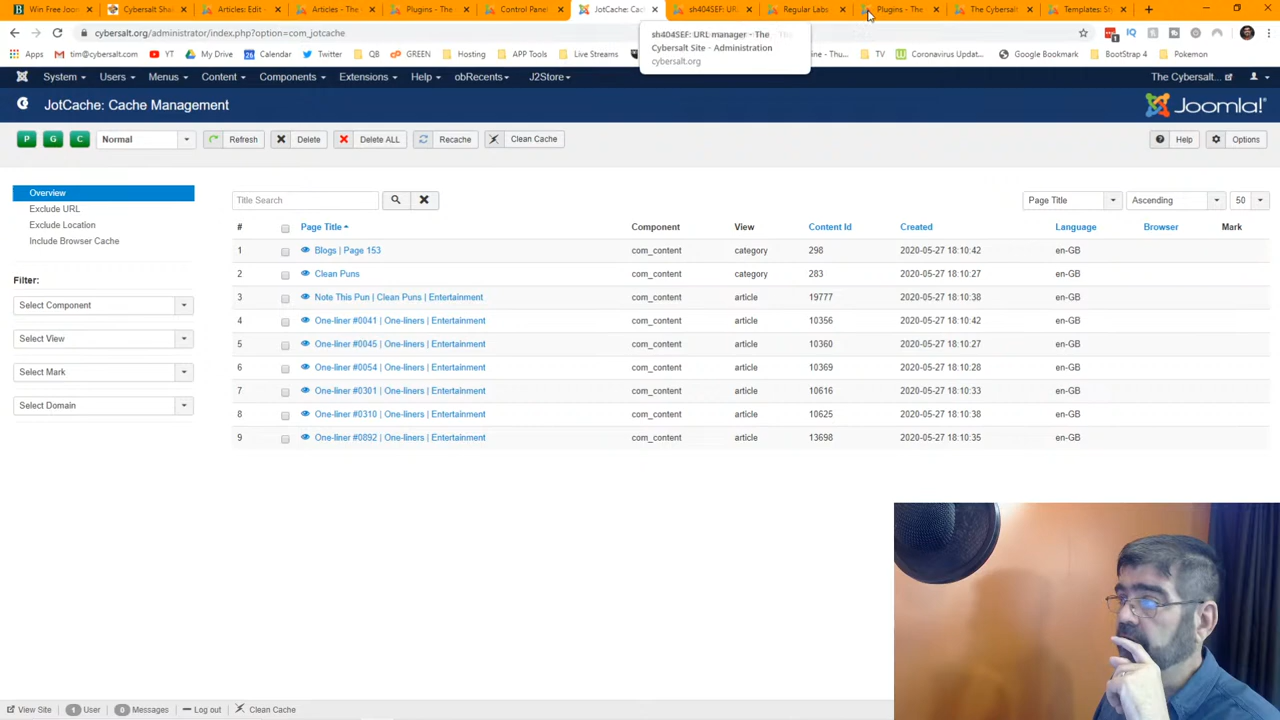 Win Free Joom
Cybersalt Sha
Articles: Edit -
Articles - The
Plugins - The
Control Panel
JotCache: Cac
sh404SEF: UR
Regular Labs
Plugins - The
The Cybersalt
Templates: St
cybersalt.org/administrator/index.php?option=com_jotcache
sh404SEF: URL manager - The
Cybersalt Site - Administration
cybersalt.org
Apps
tim@cybersalt.com
YT
Drive
27 Calendar
Twitter
QB
GREEN
Hosting
APP Tools
Live Streams
ne - Thu...
TV
Coronavirus Updat...
Google Chrome
BootStrap 4
Pokemon
System
Users
Menus
Content
Components
Extensions
Help
obRecents
J2Store
The Cybersalt...
JotCache: Cache Management
Joomla!
P
G
C
Normal
Refresh
Delete
Delete ALL
Recache
Clean Cache
Help
Options
Overview
Exclude URL
Exclude Location
Include Browser Cache
Filter:
Select Component
Select View
Select Mark
Select Domain
Title Search
Page Title
Ascending
50
# Page Title Component View Content Id Created Browser Language Mark
1 Blogs | Page 153 com_content category 298 2020-05-27 18:10:42 en-GB
2 Clean Puns com_content category 283 2020-05-27 18:10:27 en-GB
3 Note This Pun | Clean Puns | Entertainment com_content article 19777 2020-05-27 18:10:38 en-GB
4 One-liner #0041 | One-liners | Entertainment com_content article 10356 2020-05-27 18:10:42 en-GB
5 One-liner #0045 | One-liners | Entertainment com_content article 10360 2020-05-27 18:10:27 en-GB
6 One-liner #0054 | One-liners | Entertainment com_content article 10369 2020-05-27 18:10:28 en-GB
7 One-liner #0301 | One-liners | Entertainment com_content article 10616 2020-05-27 18:10:33 en-GB
8 One-liner #0310 | One-liners | Entertainment com_content article 10625 2020-05-27 18:10:38 en-GB
9 One-liner #0892 | One-liners | Entertainment com_content article 13698 2020-05-27 18:10:35 en-GB
View Site
1 User
0 Messages
Log out
Clean Cache